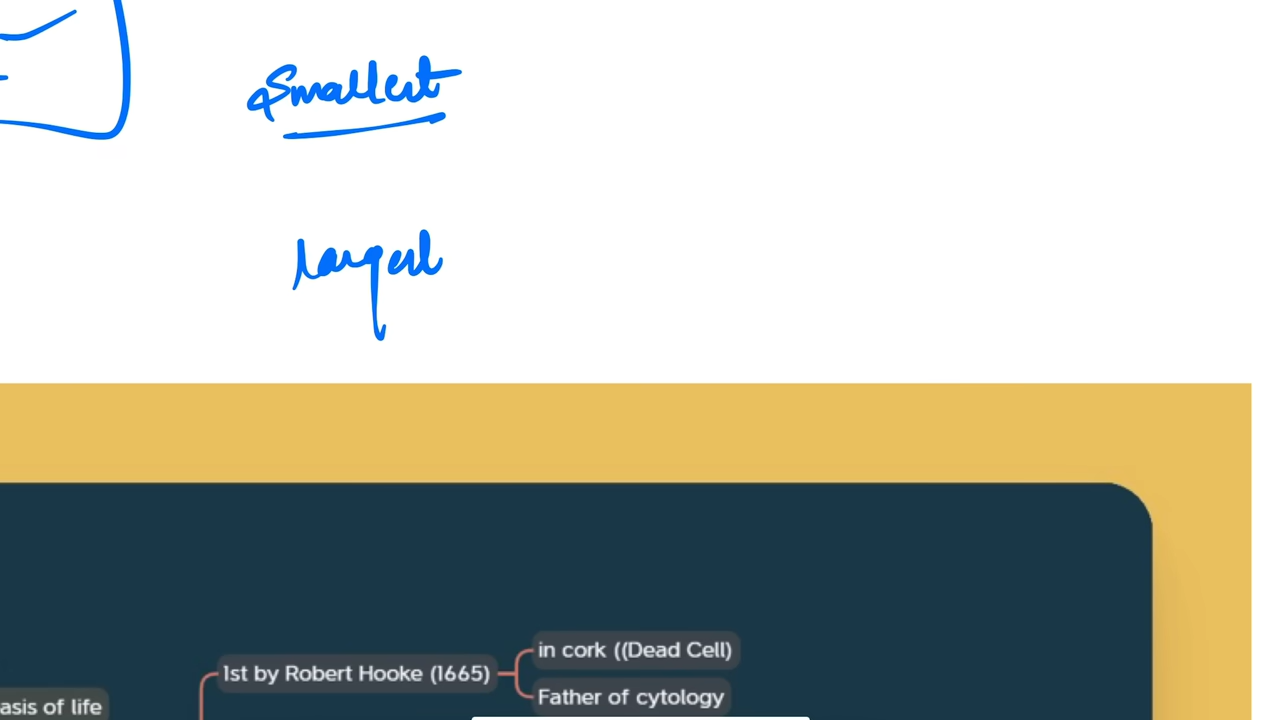 Smallest
largest
in cork ((Dead Cell)
1st by Robert Hooke (1665)
Father of cytology
asis of life